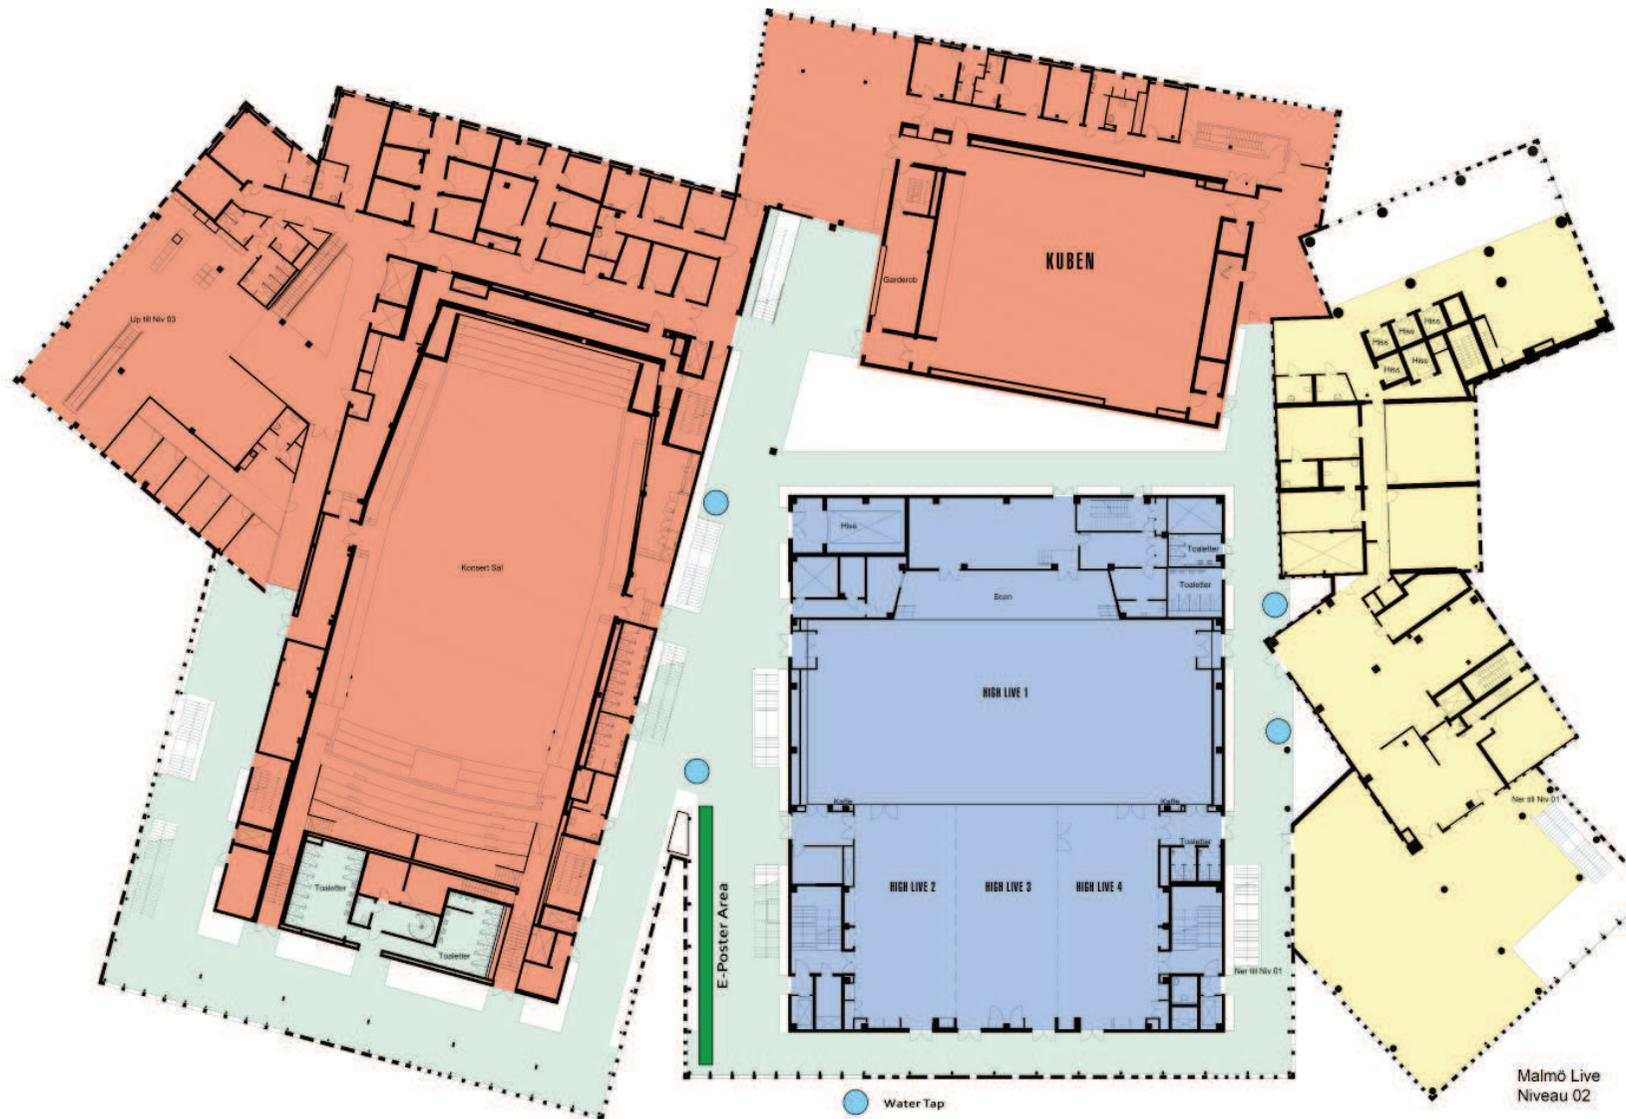 KUBEN
Garderob
Up till Niv 03
Hiss
Hiss
Hiss
Hiss
Hiss
Hiss
Konsert Sal
Toaletter
Toaletter
Scen
HIGH LIVE 1
Kaffe
Kaffe
Ner till Niv 01
Toaletter
HIGH LIVE 2
HIGH LIVE 3
HIGH LIVE 4
E-Poster Area
Toaletter
Toaletter
Ner till Niv 01
Water Tap
Malmö Live
Niveau 02